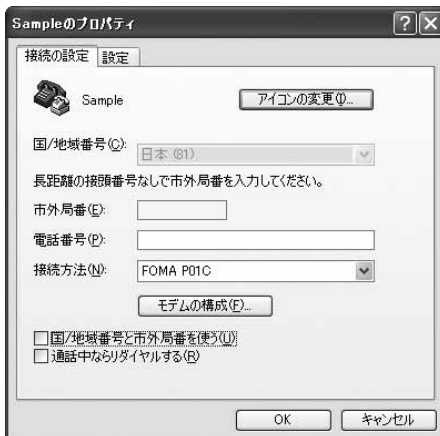 Sampleのプロパティ
接続の設定 設定
Sample
アイコンの変更(I)...
国/地域番号(C): 日本 (81)
長距離の接頭番号なしで市外局番を入力してください。
市外局番(E):
電話番号(P):
接続方法(N): FOMA P01C
モデムの構成(F)...
国/地域番号と市外局番を使う(U)
通話中ならリダイヤルする(R)
OK キャンセル